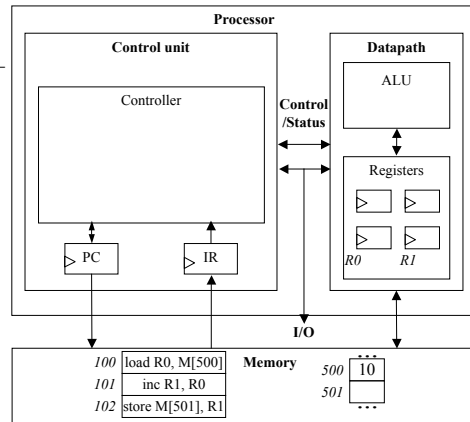 Processor
Control unit
Datapath
Controller
Control
/Status
ALU
Registers
R0
R1
PC
IR
I/O
Memory
100 load R0, M[500]
101 inc R1, R0
102 store M[501], R1
...
500 10
501
...